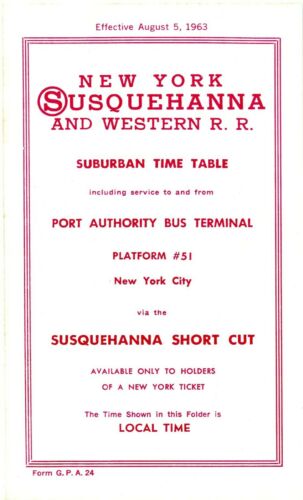 Effective August 5, 1963
NEW YORK
SUSQUEHANNA
AND WESTERN R. R.
SUBURBAN TIME TABLE
including service to and from
PORT AUTHORITY BUS TERMINAL
PLATFORM #51
New York City
via the
SUSQUEHANNA SHORT CUT
AVAILABLE ONLY TO HOLDERS
OF A NEW YORK TICKET
The Time Shown in this Folder is
LOCAL TIME
Form G. P. A. 24